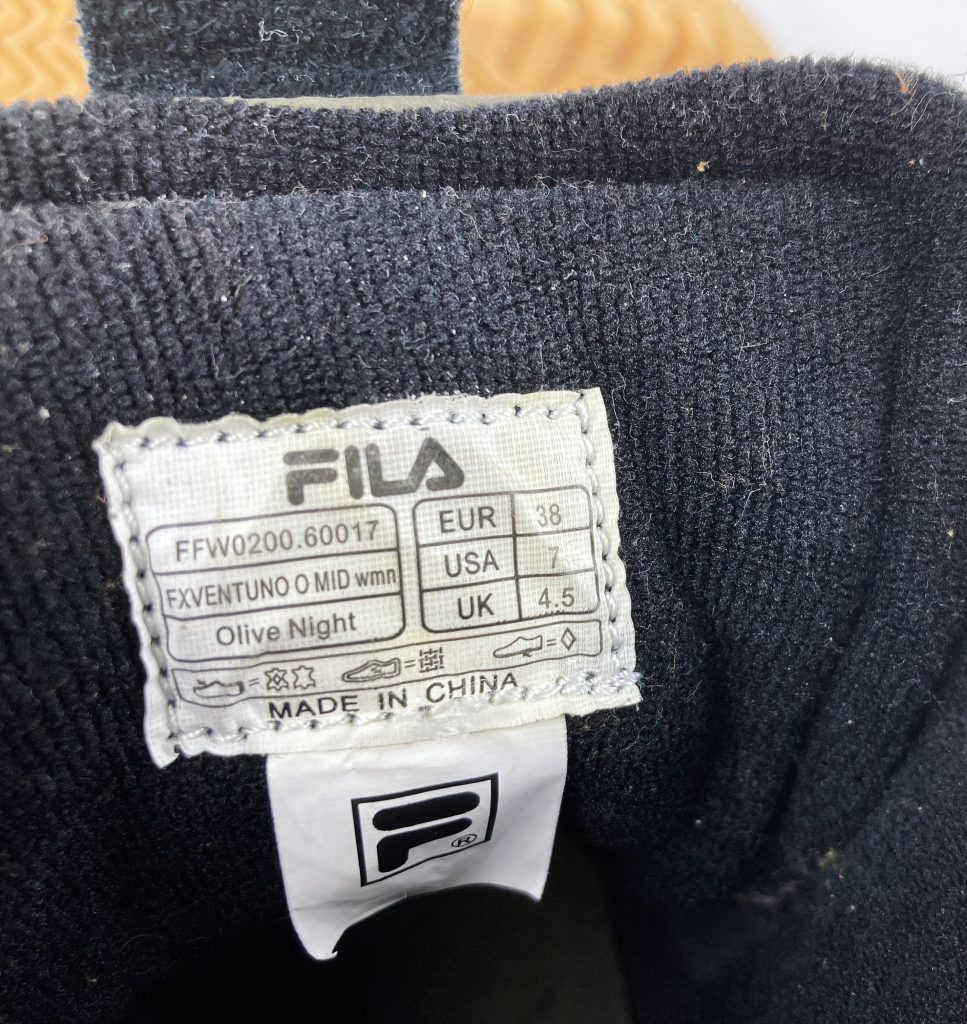 FILA
FFW0200.60017
FXVENTUNO O MID wmn
Olive Night
EUR 38
USA 7
UK 4.5
= =  =
MADE IN CHINA
F ®